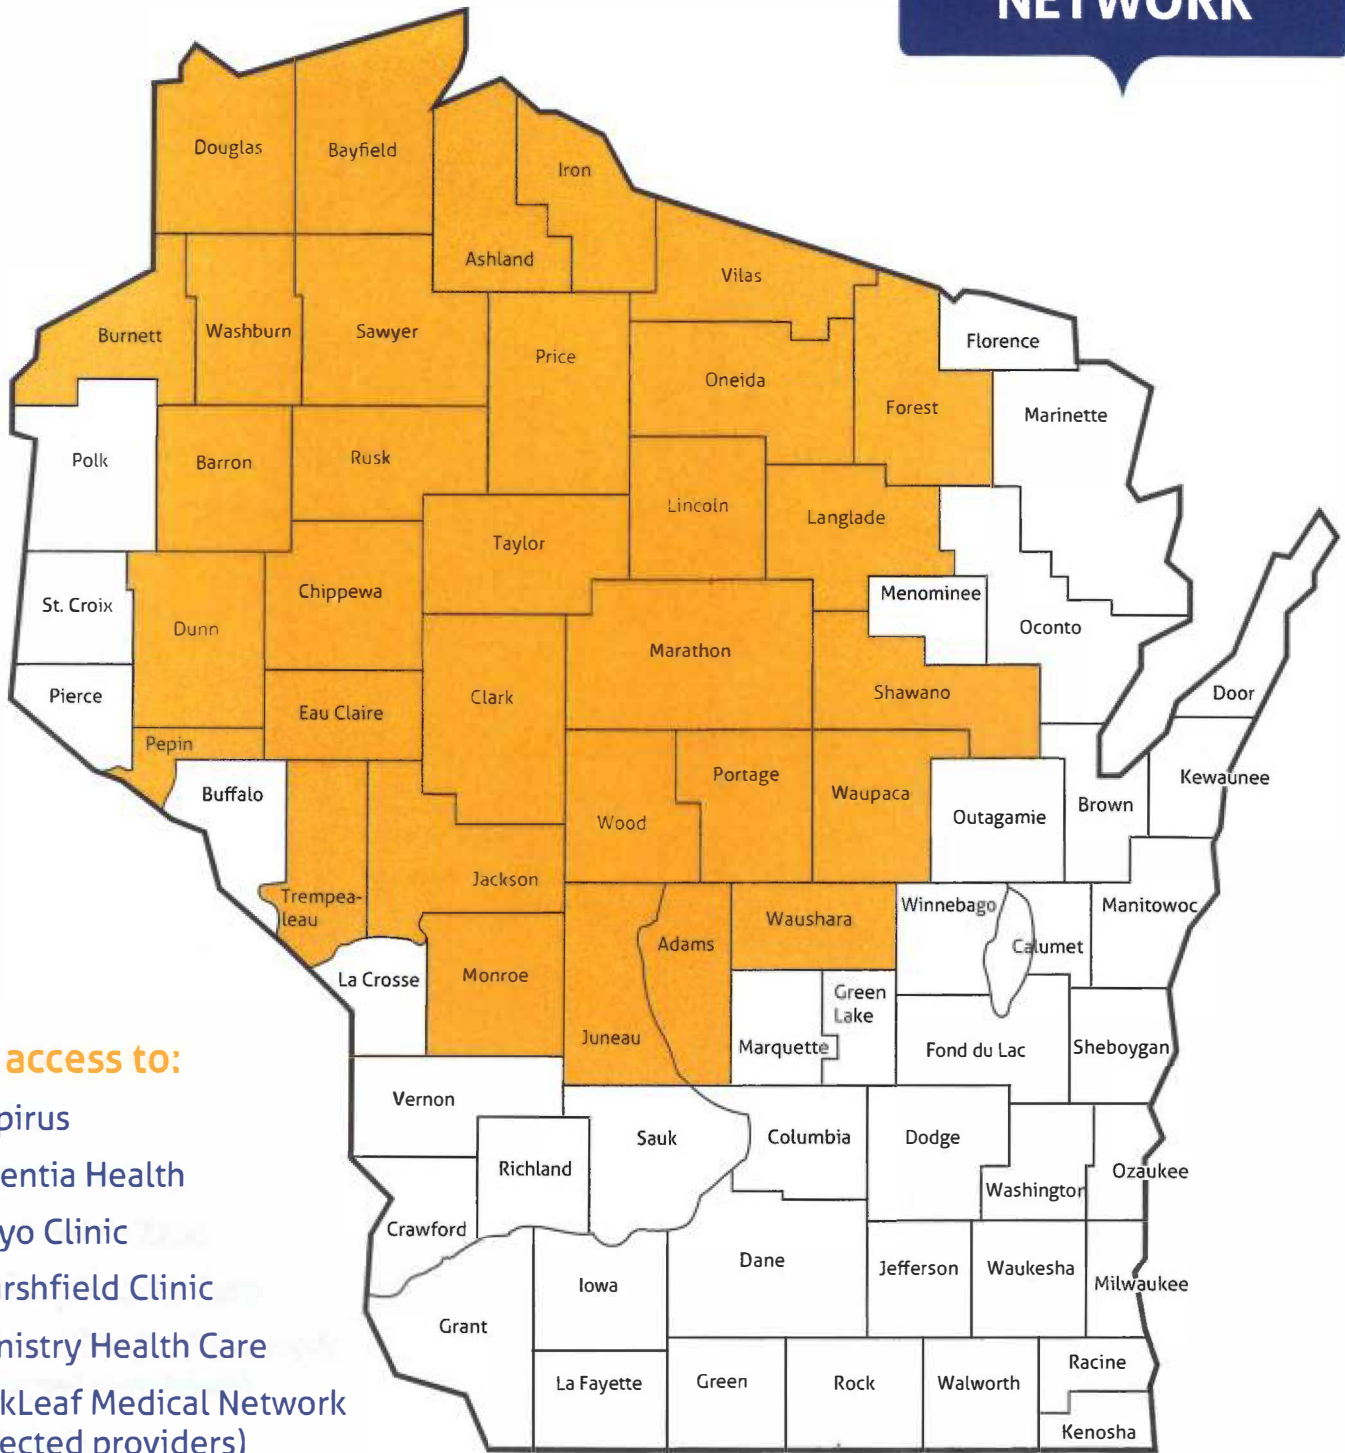 NETWORK
Douglas
Bayfield
Iron
Ashland
Vilas
Burnett
Washburn
Sawyer
Price
Florence
Oneida
Forest
Marinette
Polk
Barron
Rusk
Lincoln
Langlade
Taylor
Chippewa
Menominee
St. Croix
Dunn
Oconto
Marathon
Pierce
Clark
Shawano
Door
Eau Claire
Pepin
Portage
Kewaunee
Buffalo
Waupaca
Brown
Wood
Outagamie
Jackson
Trempea-
leau
Winnebago
Manitowoc
Waushara
Adams
Calumet
La Crosse
Monroe
Green
Lake
Juneau
Marquette
Fond du Lac
Sheboygan
Vernon
Sauk
Columbia
Dodge
Richland
Ozaukee
Washington
Crawford
Dane
Jefferson
Waukesha
Milwaukee
Iowa
Grant
Racine
La Fayette
Green
Rock
Walworth
Kenosha
access to:
pirus
entia Health
yo Clinic
rshfield Clinic
nistry Health Care
kLeaf Medical Network
ected providers)